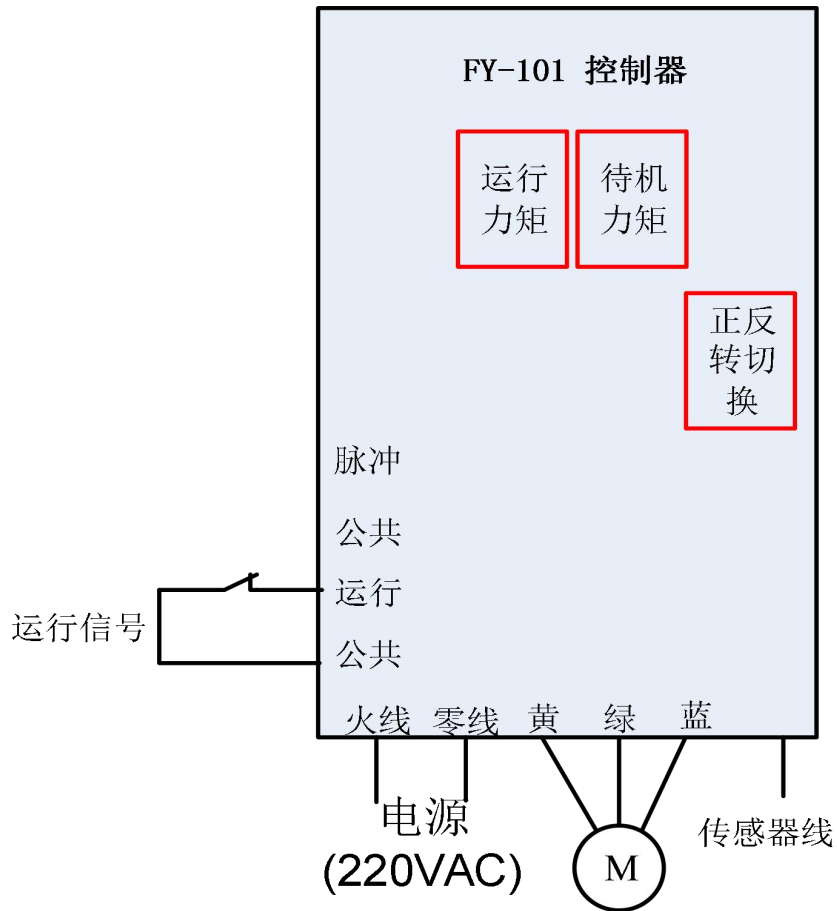 FY-101 控制器
运行
力矩
待机
力矩
正反
转切
换
脉冲
公共
运行
运行信号
公共
火线 零线 黄 绿 蓝
电源
(220VAC)
传感器线
M